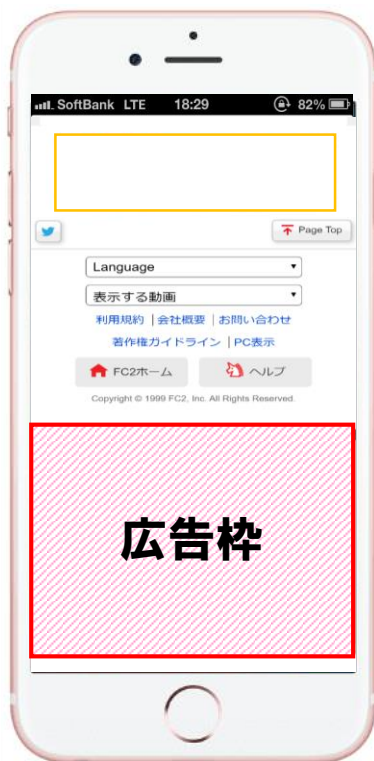 SoftBank LTE 18:29 82%
Page Top
Language
表示する動画
利用規約 | 会社概要 | お問い合わせ
著作権ガイドライン | PC表示
FC2ホーム ヘルプ
Copyright © 1999 FC2, Inc. All Rights Reserved.
広告枠